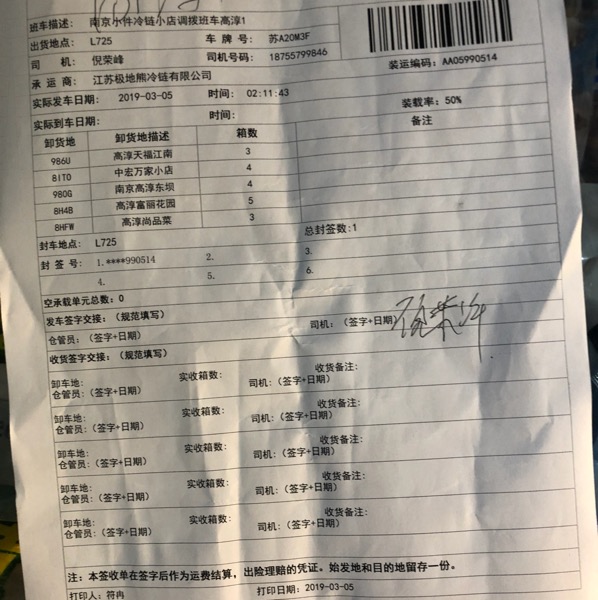 班车描述: 南京小件冷链小店调拨班车高淳1
出货地点: L725 车 牌 号: 苏A20M3F
司 机: 倪荣峰 司机号码: 18755799846
承 运 商: 江苏极地熊冷链有限公司 装运编码: AA05990514
实际发车日期: 2019-03-05 时间: 02:11:43 装载率: 50%
实际到车日期: 时间: 备注
卸货地 卸货地描述 箱数
986U 高淳天福江南 3
8IT0 中宏万家小店 4
980G 南京高淳东坝 4
8H4B 高淳富丽花园 5
8HFW 高淳尚品菜 3
封车地点: L725 总封签数:1
封 签 号: 1.****990514 2. 3.
4. 5. 6.
空承载单元总数: 0
发车签字交接: (规范填写)
仓管员: (签字+日期) 司机: (签字+日期)
收货签字交接: (规范填写)
卸车地: 实收箱数: 收货备注:
仓管员: (签字+日期) 司机: (签字+日期)
卸车地: 实收箱数: 收货备注:
仓管员: (签字+日期) 司机: (签字+日期)
卸车地: 实收箱数: 收货备注:
仓管员: (签字+日期) 司机: (签字+日期)
卸车地: 实收箱数: 收货备注:
仓管员: (签字+日期) 司机: (签字+日期)
卸车地: 实收箱数: 收货备注:
仓管员: (签字+日期) 司机: (签字+日期)
注: 本签收单在签字后作为运费结算, 出险理赔的凭证。始发地和目的地留存一份。
打印人: 符冉 打印日期: 2019-03-05